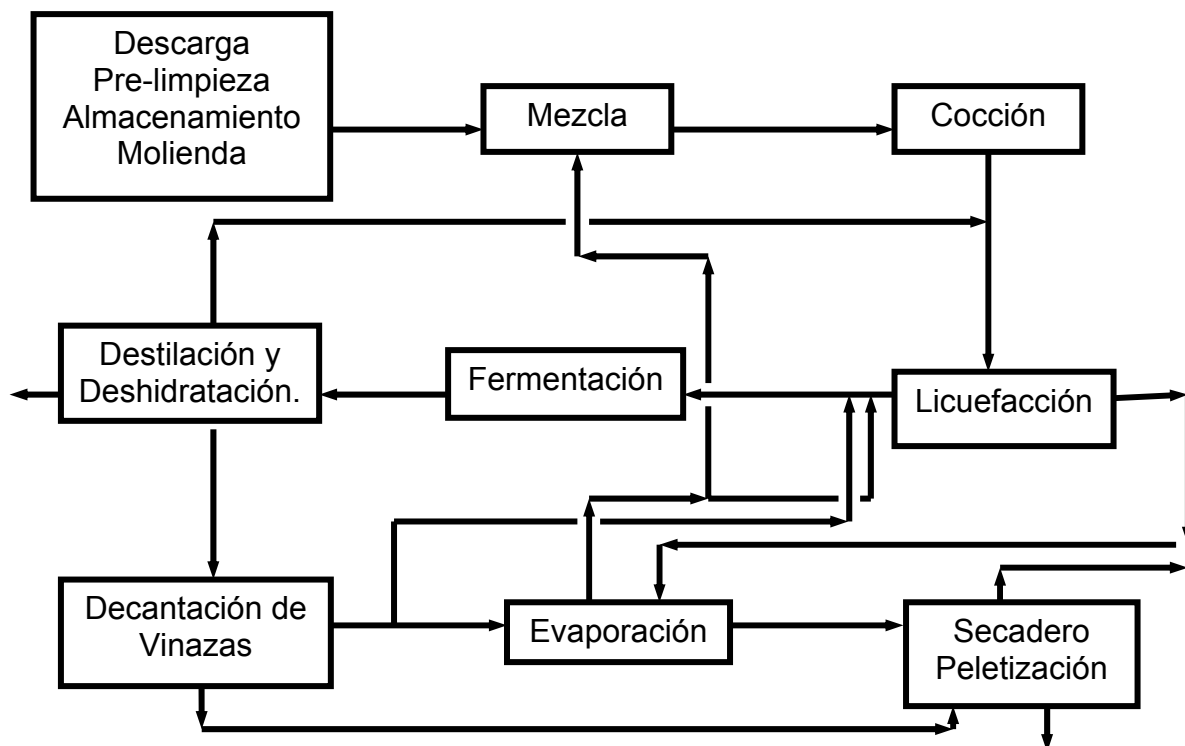 Descarga
Pre-limpieza
Almacenamiento
Molienda
Mezcla
Cocción
Destilación y
Deshidratación.
Fermentación
Licuefacción
Decantación de
Vinazas
Evaporación
Secadero
Peletización